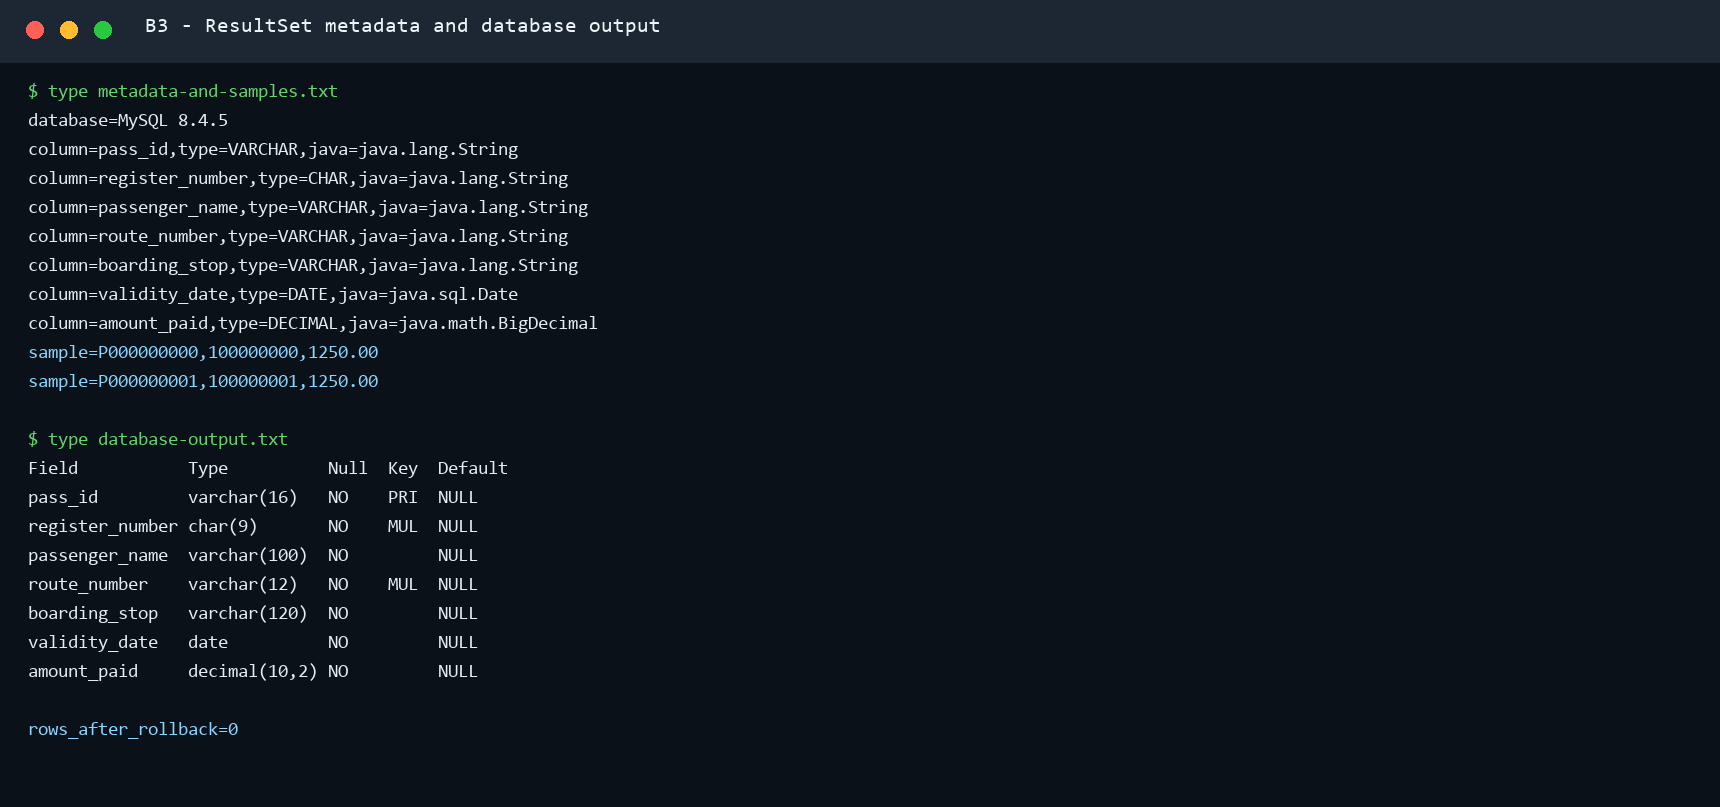 B3 - ResultSet metadata and database output
$ type metadata-and-samples.txt
database=MySQL 8.4.5
column=pass_id,type=VARCHAR,java=java.lang.String
column=register_number,type=CHAR,java=java.lang.String
column=passenger_name,type=VARCHAR,java=java.lang.String
column=route_number,type=VARCHAR,java=java.lang.String
column=boarding_stop,type=VARCHAR,java=java.lang.String
column=validity_date,type=DATE,java=java.sql.Date
column=amount_paid,type=DECIMAL,java=java.math.BigDecimal
sample=P000000000,100000000,1250.00
sample=P000000001,100000001,1250.00
$ type database-output.txt
Field           Type          Null  Key  Default
pass_id         varchar(16)   NO    PRI  NULL
register_number char(9)       NO    MUL  NULL
passenger_name  varchar(100)  NO         NULL
route_number    varchar(12)   NO    MUL  NULL
boarding_stop   varchar(120)  NO         NULL
validity_date   date          NO         NULL
amount_paid     decimal(10,2) NO         NULL
rows_after_rollback=0